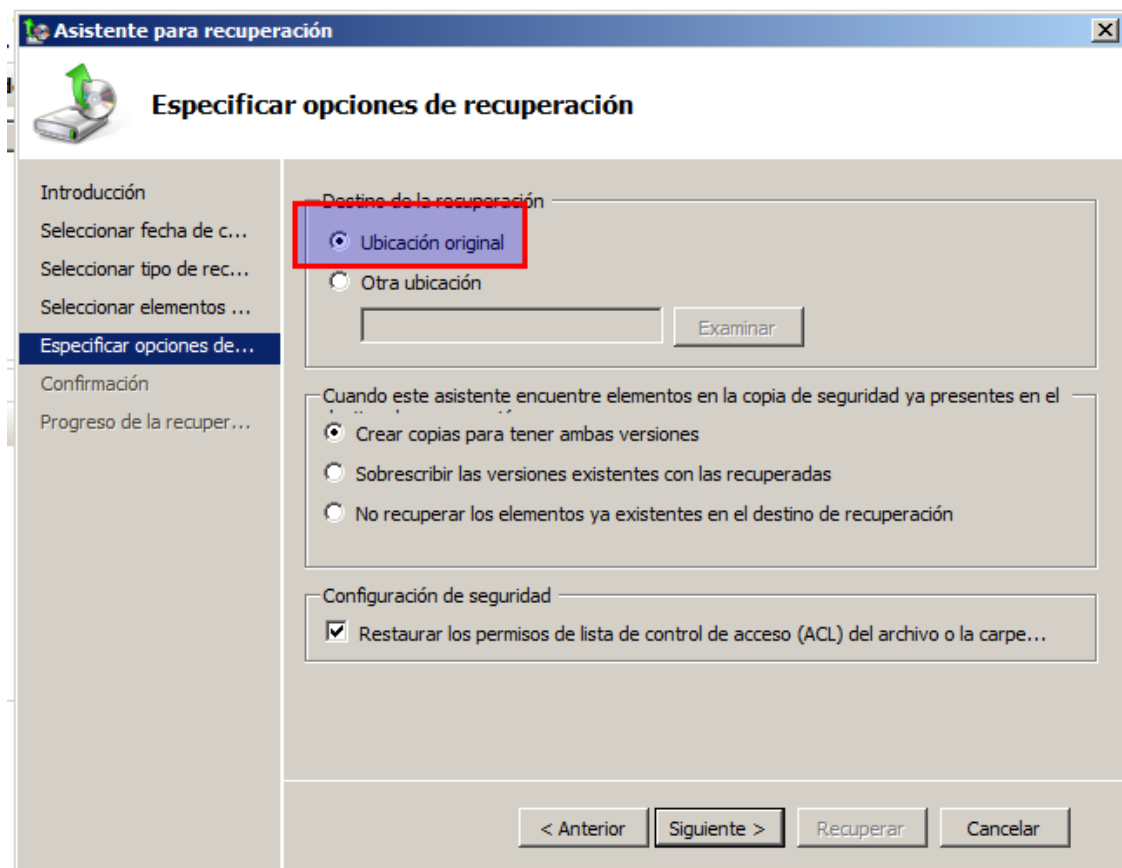 Asistente para recuperación
Especificar opciones de recuperación
Introducción
Seleccionar fecha de c...
Seleccionar tipo de rec...
Seleccionar elementos ...
Especificar opciones de...
Confirmación
Progreso de la recuper...
Destino de la recuperación
Ubicación original
Otra ubicación
Examinar
Cuando este asistente encuentre elementos en la copia de seguridad ya presentes en el
Crear copias para tener ambas versiones
Sobrescribir las versiones existentes con las recuperadas
No recuperar los elementos ya existentes en el destino de recuperación
Configuración de seguridad
Restaurar los permisos de lista de control de acceso (ACL) del archivo o la carpe...
< Anterior
Siguiente >
Recuperar
Cancelar